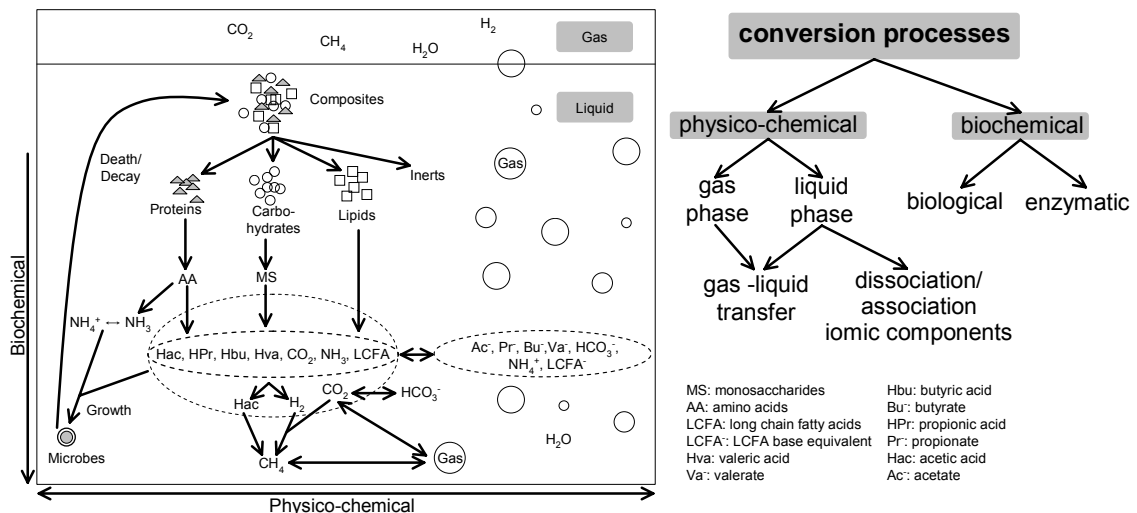 CO₂
CH₄
H₂O
H₂
Gas
Composites
Liquid
Death/
Decay
Gas
Inerts
Proteins
Carbo-
hydrates
Lipids
AA
MS
NH₄⁺ ↔ NH₃
Hac, HPr, Hbu, Hva, CO₂, NH₃, LCFA
Ac⁻, Pr⁻, Bu⁻,Va⁻, HCO₃⁻,
NH₄⁺, LCFA⁻
Growth
Hac
H₂
CO₂
HCO₃⁻
Microbes
CH₄
Gas
H₂O
Biochemical
Physico-chemical
conversion processes
physico-chemical
biochemical
gas
phase
liquid
phase
biological
enzymatic
gas -liquid
transfer
dissociation/
association
iomic components
MS: monosaccharides
AA: amino acids
LCFA: long chain fatty acids
LCFA⁻: LCFA base equivalent
Hva: valeric acid
Va⁻: valerate
Hbu: butyric acid
Bu⁻: butyrate
HPr: propionic acid
Pr⁻: propionate
Hac: acetic acid
Ac⁻: acetate